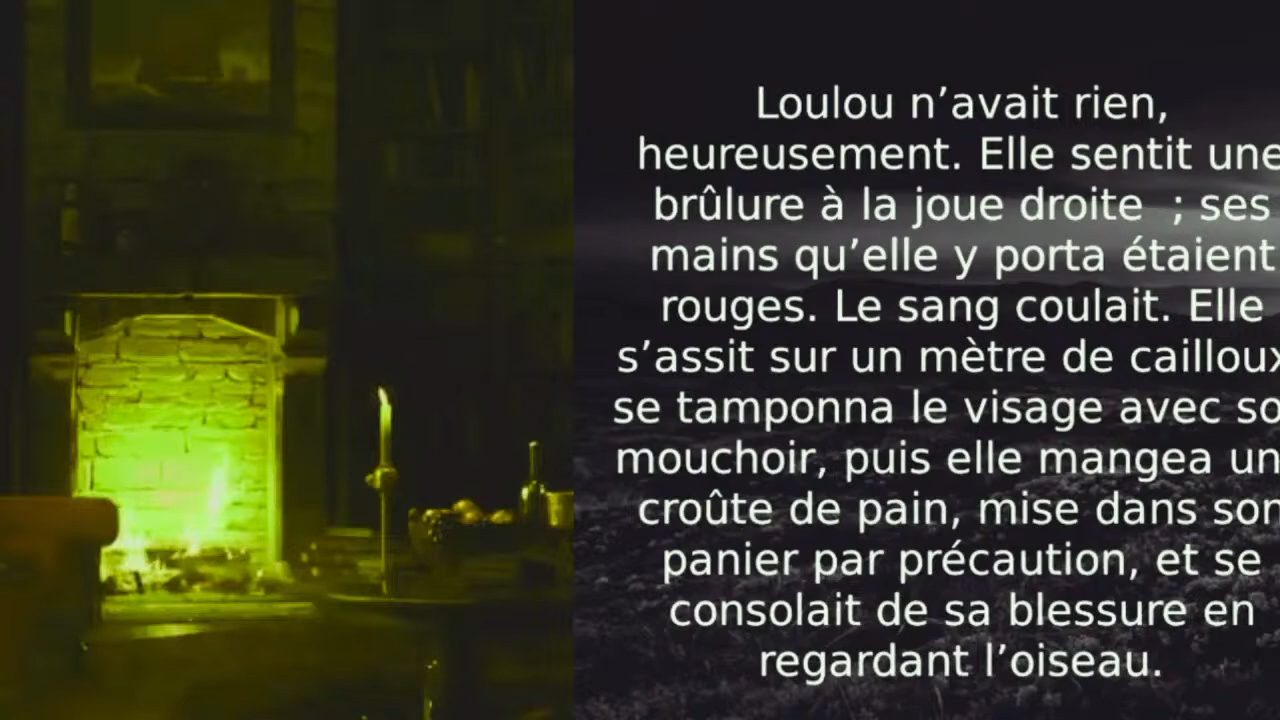 Loulou n’avait rien,
heureusement. Elle sentit une
brûlure à la joue droite  ; ses
mains qu’elle y porta étaient
rouges. Le sang coulait. Elle
s’assit sur un mètre de cailloux
se tamponna le visage avec so
mouchoir, puis elle mangea un
croûte de pain, mise dans son
panier par précaution, et se
consolait de sa blessure en
regardant l’oiseau.